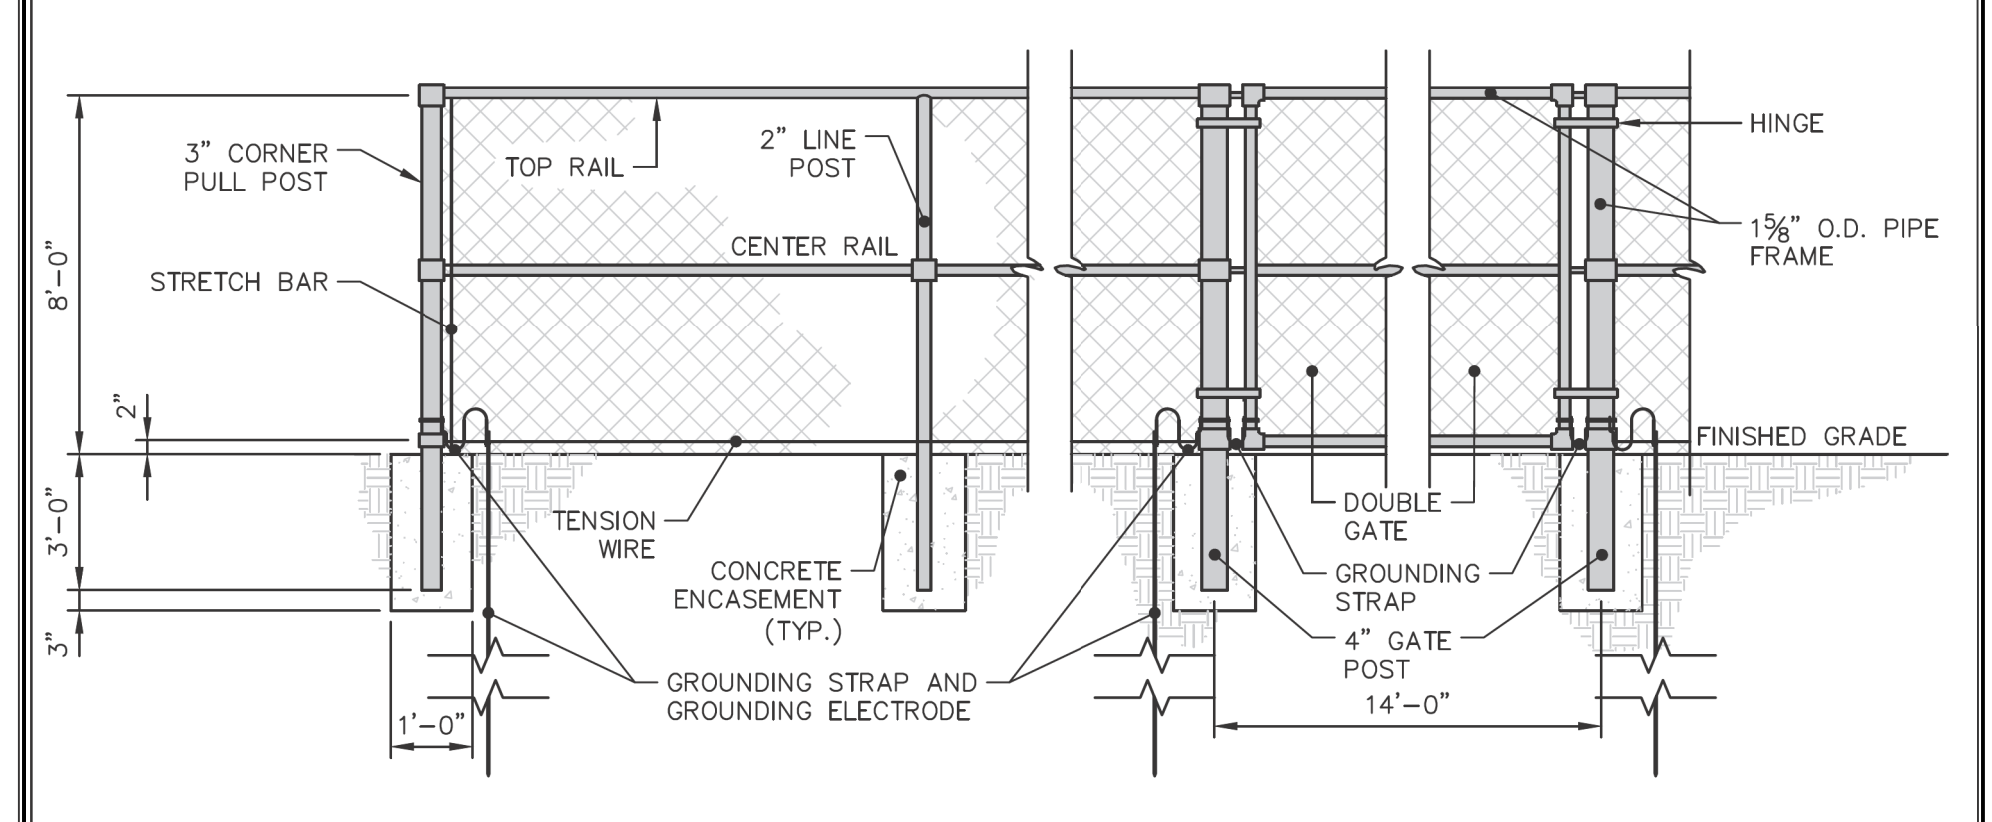 3" CORNER
PULL POST
TOP RAIL
2" LINE
POST
HINGE
1⅝" O.D. PIPE
FRAME
CENTER RAIL
STRETCH BAR
8'-0"
2"
3'-0"
3"
FINISHED GRADE
TENSION
WIRE
CONCRETE
ENCASEMENT
(TYP.)
DOUBLE
GATE
GROUNDING
STRAP
4" GATE
POST
GROUNDING STRAP AND
GROUNDING ELECTRODE
1'-0"
14'-0"